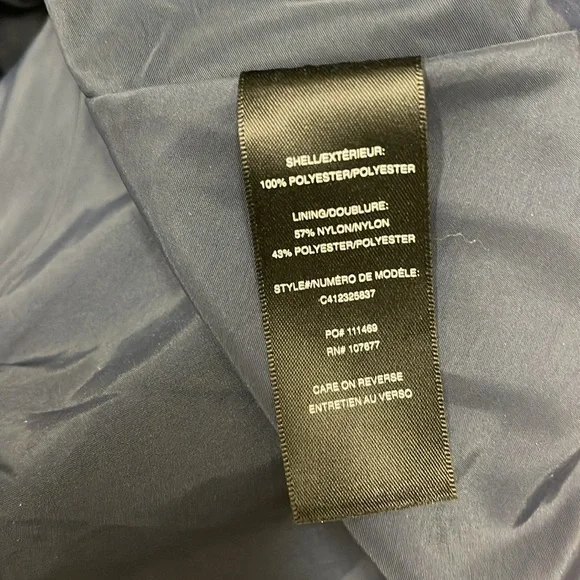 SHELL/EXTÉRIEUR:
100% POLYESTER/POLYESTER
LINING/DOUBLURE:
57% NYLON/NYLON
43% POLYESTER/POLYESTER
STYLE#/NUMÉRO DE MODÈLE:
C412325837
PO# 111469
RN# 107677
CARE ON REVERSE
ENTRETIEN AU VERSO